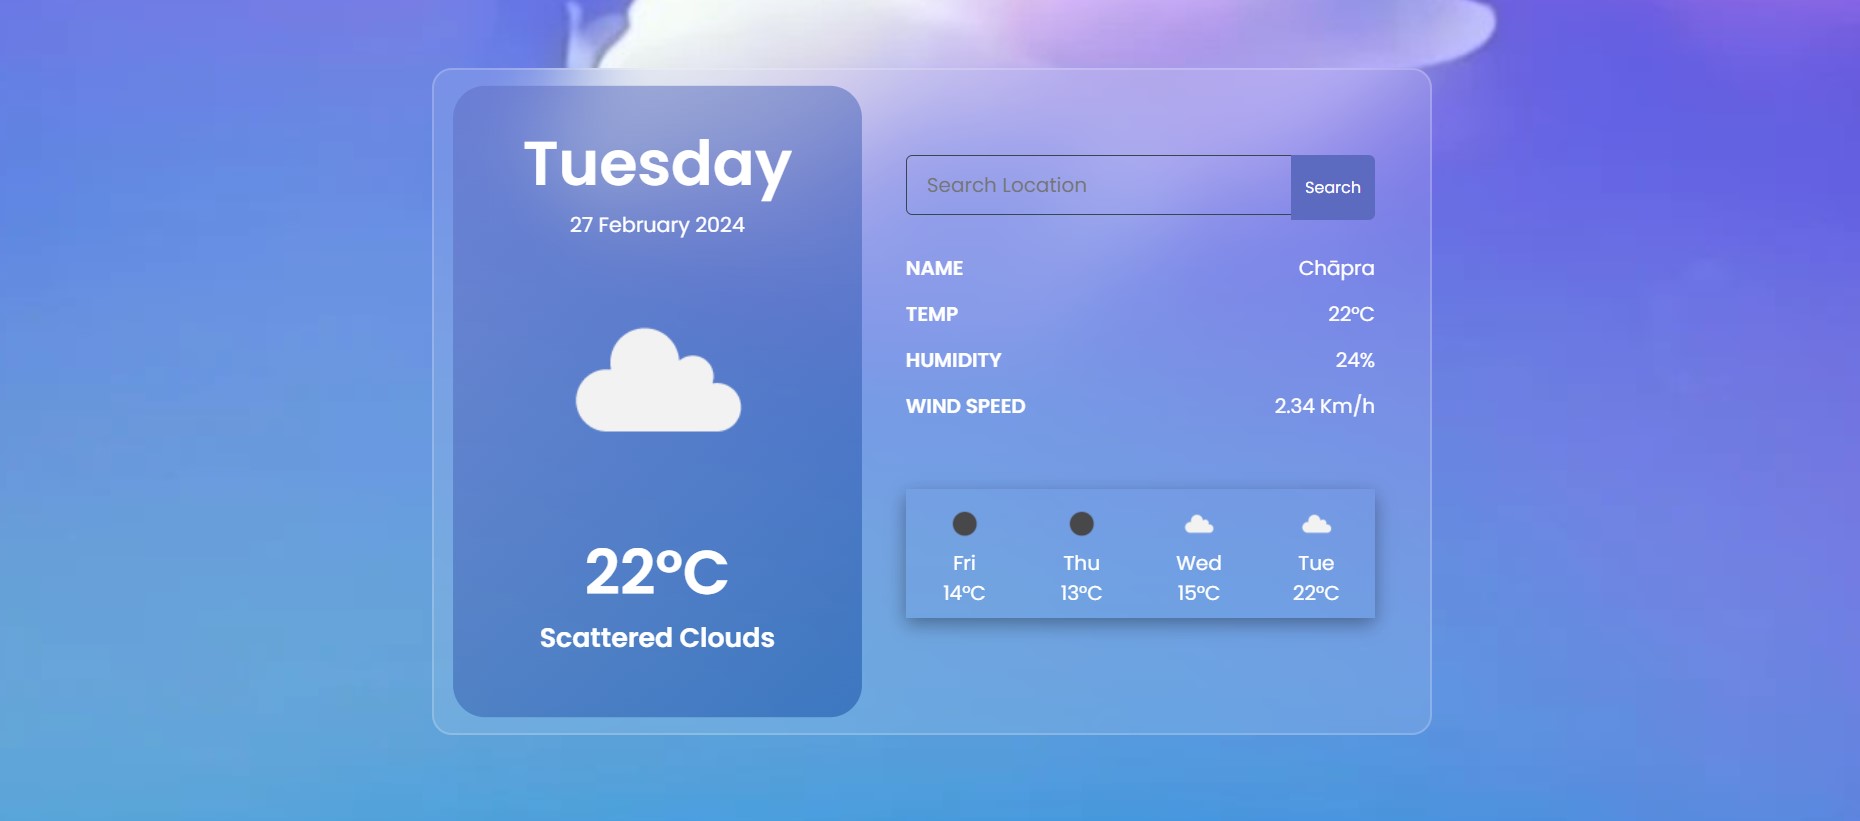 Tuesday
27 February 2024
22°C
Scattered Clouds
Search Location
Search
NAME Chāpra
TEMP 22°C
HUMIDITY 24%
WIND SPEED 2.34 Km/h
Fri Thu Wed Tue
14°C 13°C 15°C 22°C